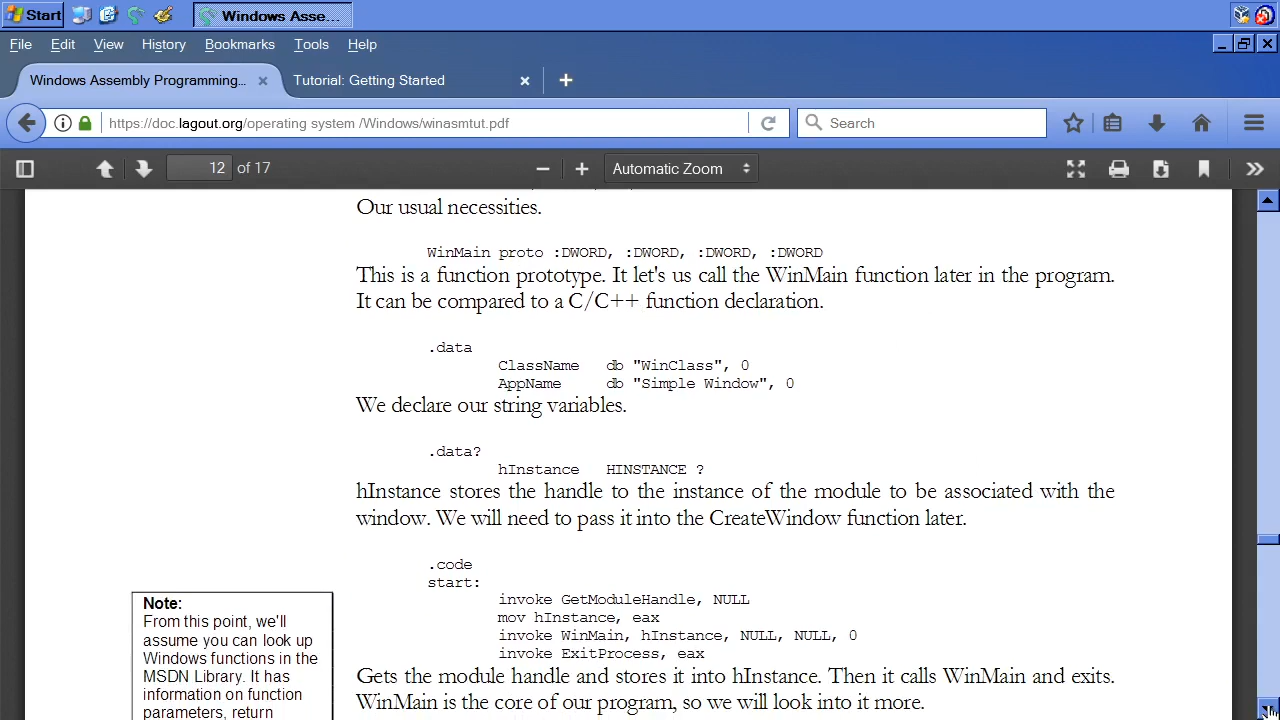 Start
Windows Asse...
File Edit View History Bookmarks Tools Help
Windows Assembly Programming...
Tutorial: Getting Started
https://doc.lagout.org/operating system /Windows/winasmtut.pdf
Search
12 of 17
Automatic Zoom
Our usual necessities.
WinMain proto :DWORD, :DWORD, :DWORD, :DWORD
This is a function prototype. It let's us call the WinMain function later in the program.
It can be compared to a C/C++ function declaration.
.data
ClassName db "WinClass", 0
AppName db "Simple Window", 0
We declare our string variables.
.data?
hInstance HINSTANCE ?
hInstance stores the handle to the instance of the module to be associated with the
window. We will need to pass it into the CreateWindow function later.
.code
start:
invoke GetModuleHandle, NULL
mov hInstance, eax
invoke WinMain, hInstance, NULL, NULL, 0
invoke ExitProcess, eax
Gets the module handle and stores it into hInstance. Then it calls WinMain and exits.
WinMain is the core of our program, so we will look into it more.
Note:
From this point, we'll
assume you can look up
Windows functions in the
MSDN Library. It has
information on function
parameters, return